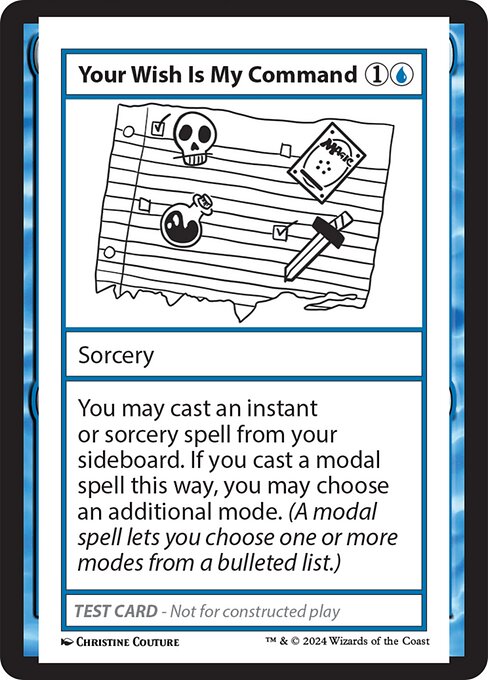 Your Wish Is My Command 1
MAGIC
Sorcery
You may cast an instant
or sorcery spell from your
sideboard. If you cast a modal
spell this way, you may choose
an additional mode. (A modal
spell lets you choose one or more
modes from a bulleted list.)
TEST CARD - Not for constructed play
CHRISTINE COUTURE ™ & © 2024 Wizards of the Coast